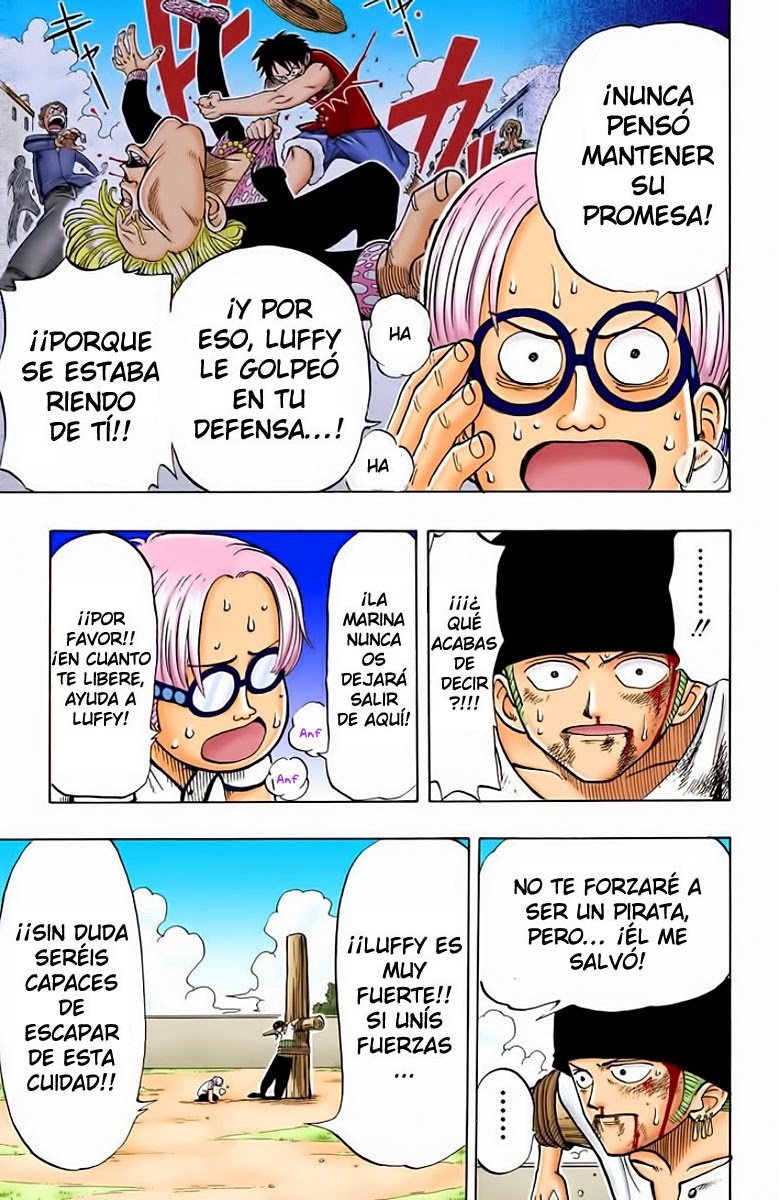 ¡NUNCA
PENSÓ
MANTENER
SU
PROMESA!
¡Y POR
ESO, LUFFY
LE GOLPEÓ
EN TU
DEFENSA...!
HA
HA
¡¡PORQUE
SE ESTABA
RIENDO
DE TÍ!!
......!!
¡¡¡¿
QUÉ
ACABAS
DE
DECIR
?!!!
¡LA
MARINA
NUNCA
OS
DEJARÁ
SALIR
DE AQUÍ!
Anf
Anf
¡¡POR
FAVOR!!
¡EN CUANTO
TE LIBERE,
AYUDA A
LUFFY!
NO TE FORZARÉ A
SER UN PIRATA,
PERO... ¡ÉL ME
SALVÓ!
......
¡¡LUFFY ES
MUY
FUERTE!!
SI UNÍS
FUERZAS
...
¡¡SIN DUDA
SERÉIS
CAPACES
DE
ESCAPAR
DE ESTA
CUIDAD!!